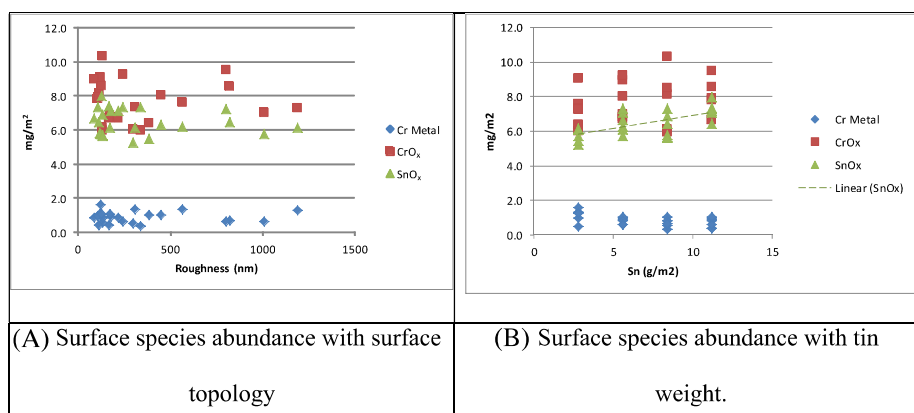 12.0
10.0
8.0
6.0
4.0
2.0
0.0
mg/m²
0
500
1000
1500
Roughness (nm)
Cr Metal
CrOₓ
SnOₓ
12.0
10.0
8.0
6.0
4.0
2.0
0.0
mg/m2
0
5
10
15
Sn (g/m2)
Cr Metal
CrOx
SnOx
Linear (SnOx)
(A) Surface species abundance with surface
topology
(B) Surface species abundance with tin
weight.